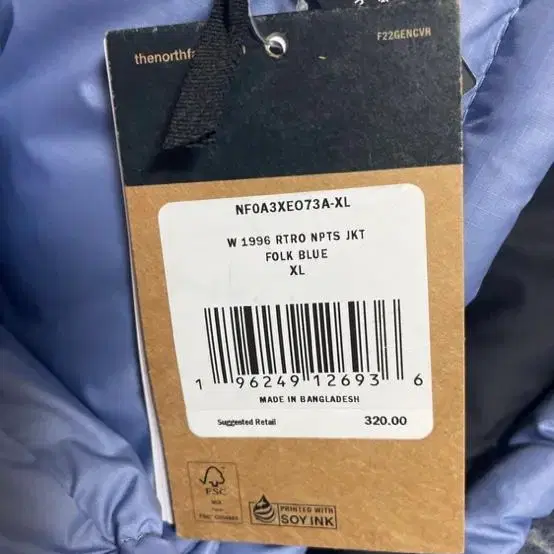 F22GENCVR
thenorthfa
NF0A3XEO73A-XL
W 1996 RTRO NPTS JKT
FOLK BLUE
XL
1 96249 12693 6
MADE IN BANGLADESH
Suggested Retail 320.00
FSC
MIX
PRINTED WITH
SOY INK